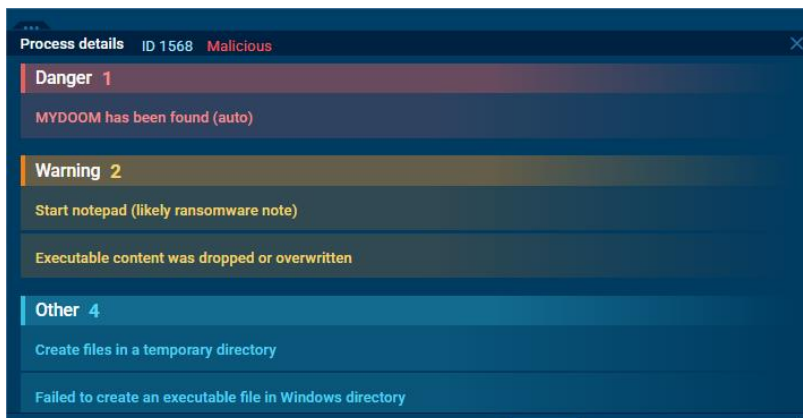 Process details ID 1568 Malicious
Danger 1
MYDOOM has been found (auto)
Warning 2
Start notepad (likely ransomware note)
Executable content was dropped or overwritten
Other 4
Create files in a temporary directory
Failed to create an executable file in Windows directory